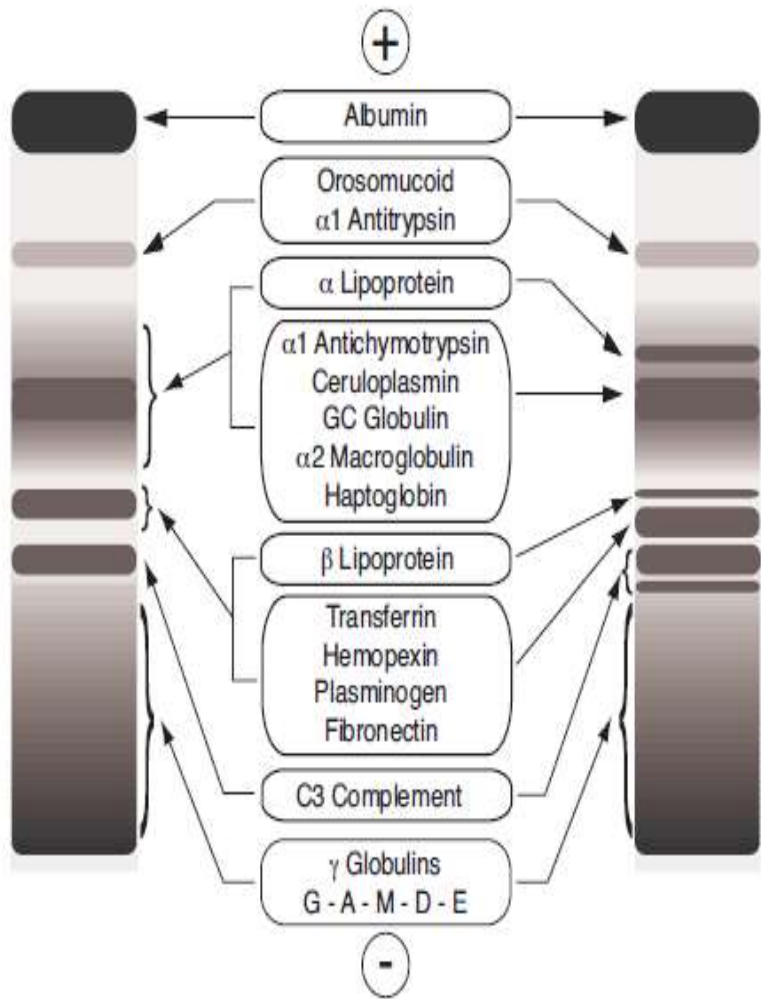 +
Albumin
Orosomucoid
α1 Antitrypsin
α Lipoprotein
α1 Antichymotrypsin
Ceruloplasmin
GC Globulin
α2 Macroglobulin
Haptoglobin
β Lipoprotein
Transferrin
Hemopexin
Plasminogen
Fibronectin
C3 Complement
γ Globulins
G - A - M - D - E
-